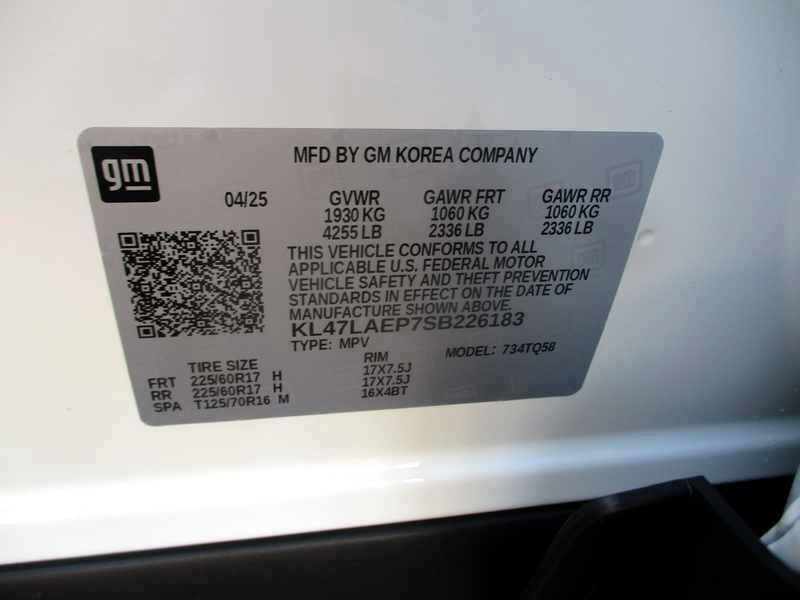 gm
MFD BY GM KOREA COMPANY
04/25 GVWR GAWR FRT GAWR RR
1930 KG 1060 KG 1060 KG
4255 LB 2336 LB 2336 LB
THIS VEHICLE CONFORMS TO ALL
APPLICABLE U.S. FEDERAL MOTOR
VEHICLE SAFETY AND THEFT PREVENTION
STANDARDS IN EFFECT ON THE DATE OF
MANUFACTURE SHOWN ABOVE.
KL47LAEP7SB226183
TYPE: MPV MODEL: 734TQ58
TIRE SIZE RIM
FRT 225/60R17 H 17X7.5J
RR 225/60R17 H 17X7.5J
SPA T125/70R16 M 16X4BT